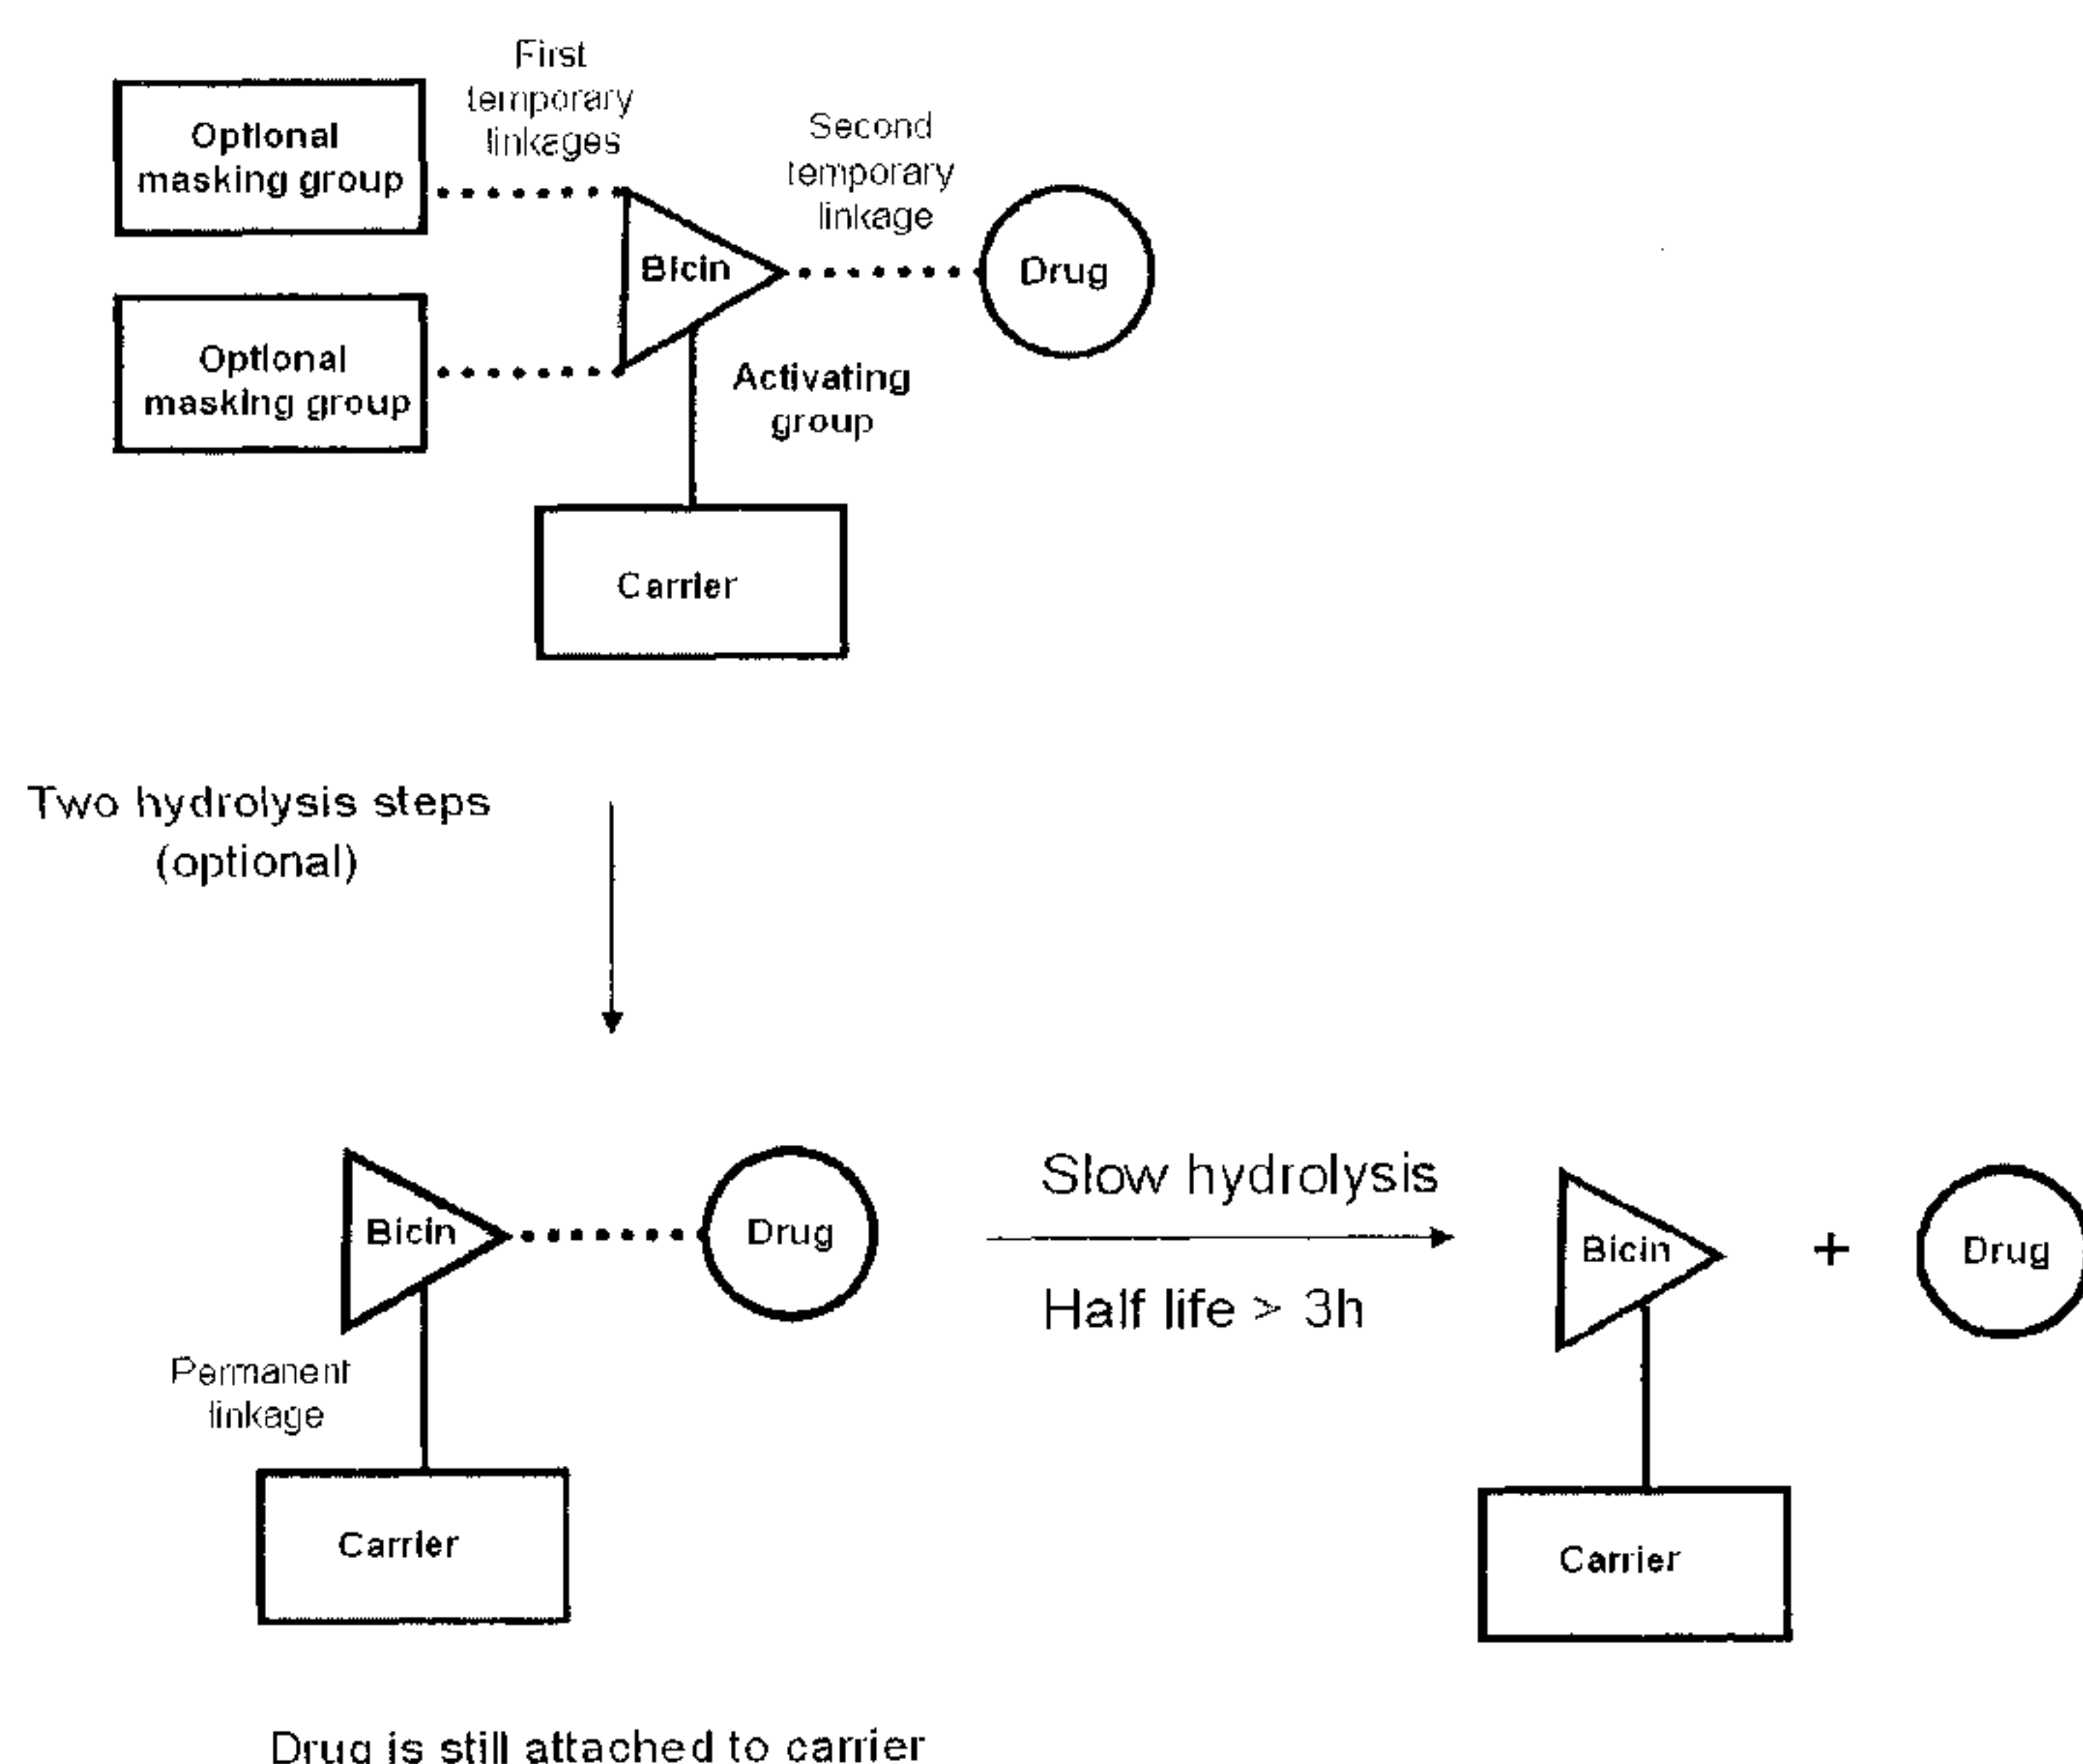 First
temporary
linkages
Optional
masking group
Second
temporary
linkage
Bicin
Drug
Optional
masking group
Activating
group
Carrier
Two hydrolysis steps
(optional)
Bicin
Drug
Slow hydrolysis
Half life > 3h
Bicin
+
Drug
Permanent
linkage
Carrier
Carrier
Drug is still attached to carrier